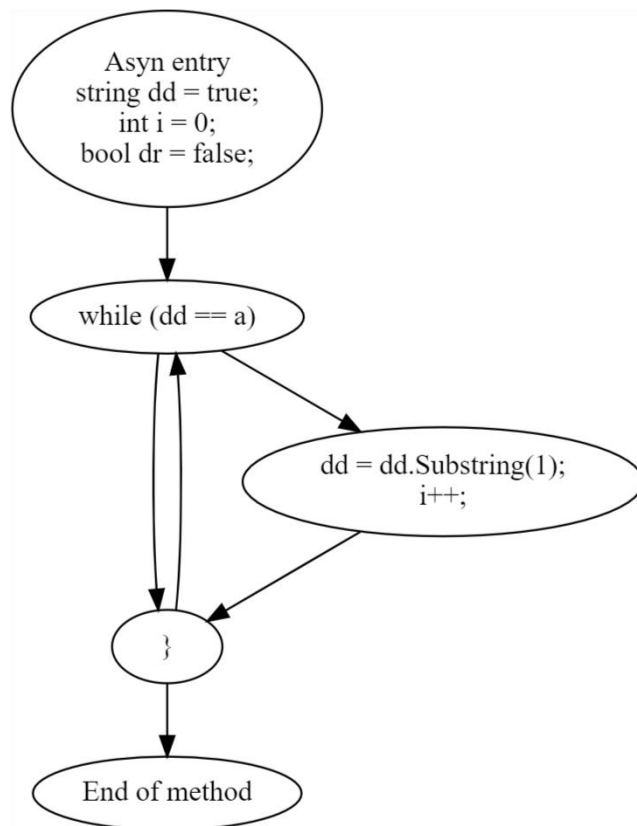 Asyn entry
string dd = true;
int i = 0;
bool dr = false;
while (dd == a)
dd = dd.Substring(1);
i++;
}
End of method